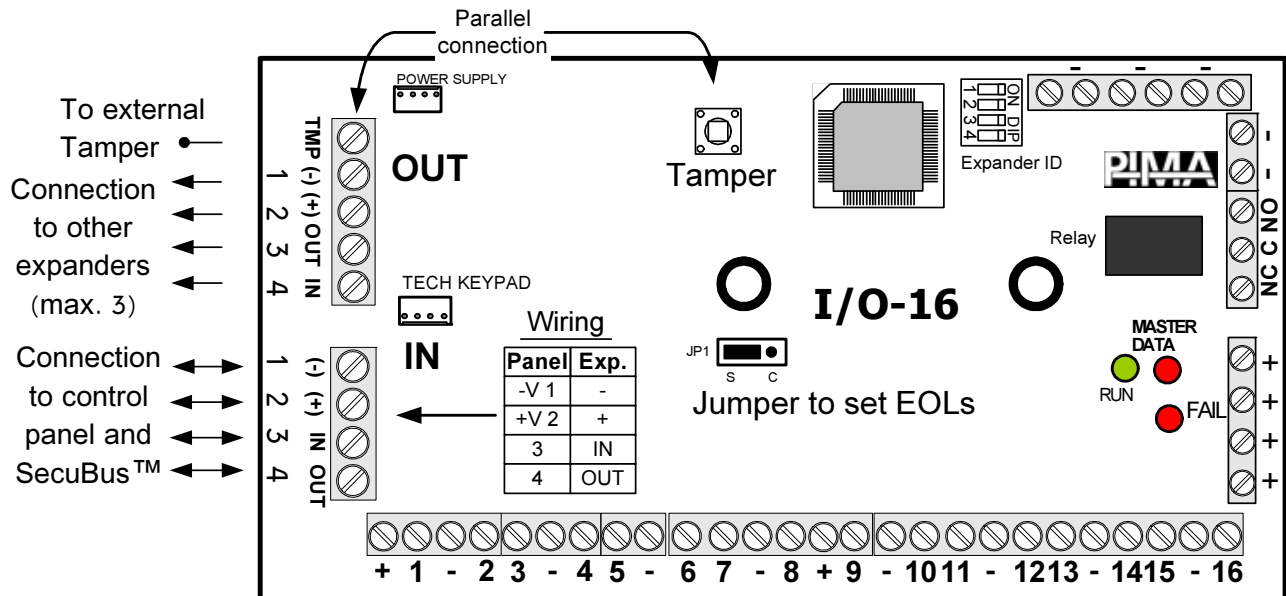 Parallel
connection
To external
Tamper
Connection
to other
expanders
(max. 3)
Connection
to control
panel and
SecuBus™
TMP
1 (-)
2 (+)
3 OUT
4 IN
1 (-)
2 (+)
3 IN
4 OUT
POWER SUPPLY
OUT
TECH KEYPAD
IN
Wiring
Panel Exp.
-V 1 -
+V 2 +
3 IN
4 OUT
Tamper
1 2 3 4
ON DIP
Expander ID
- - -
PIMA
-
-
Relay
NO
C
NC
I/O-16
JP1
S C
Jumper to set EOLs
MASTER
DATA
RUN
FAIL
+
+
+
+
+ 1 - 2 3 - 4 5 - 6 7 - 8 + 9 - 10 11 - 12 13 - 14 15 - 16